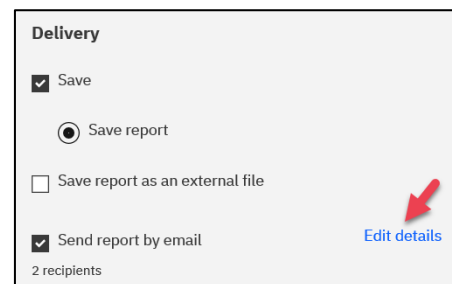 Delivery
Save
Save report
Save report as an external file
Send report by email Edit details
2 recipients